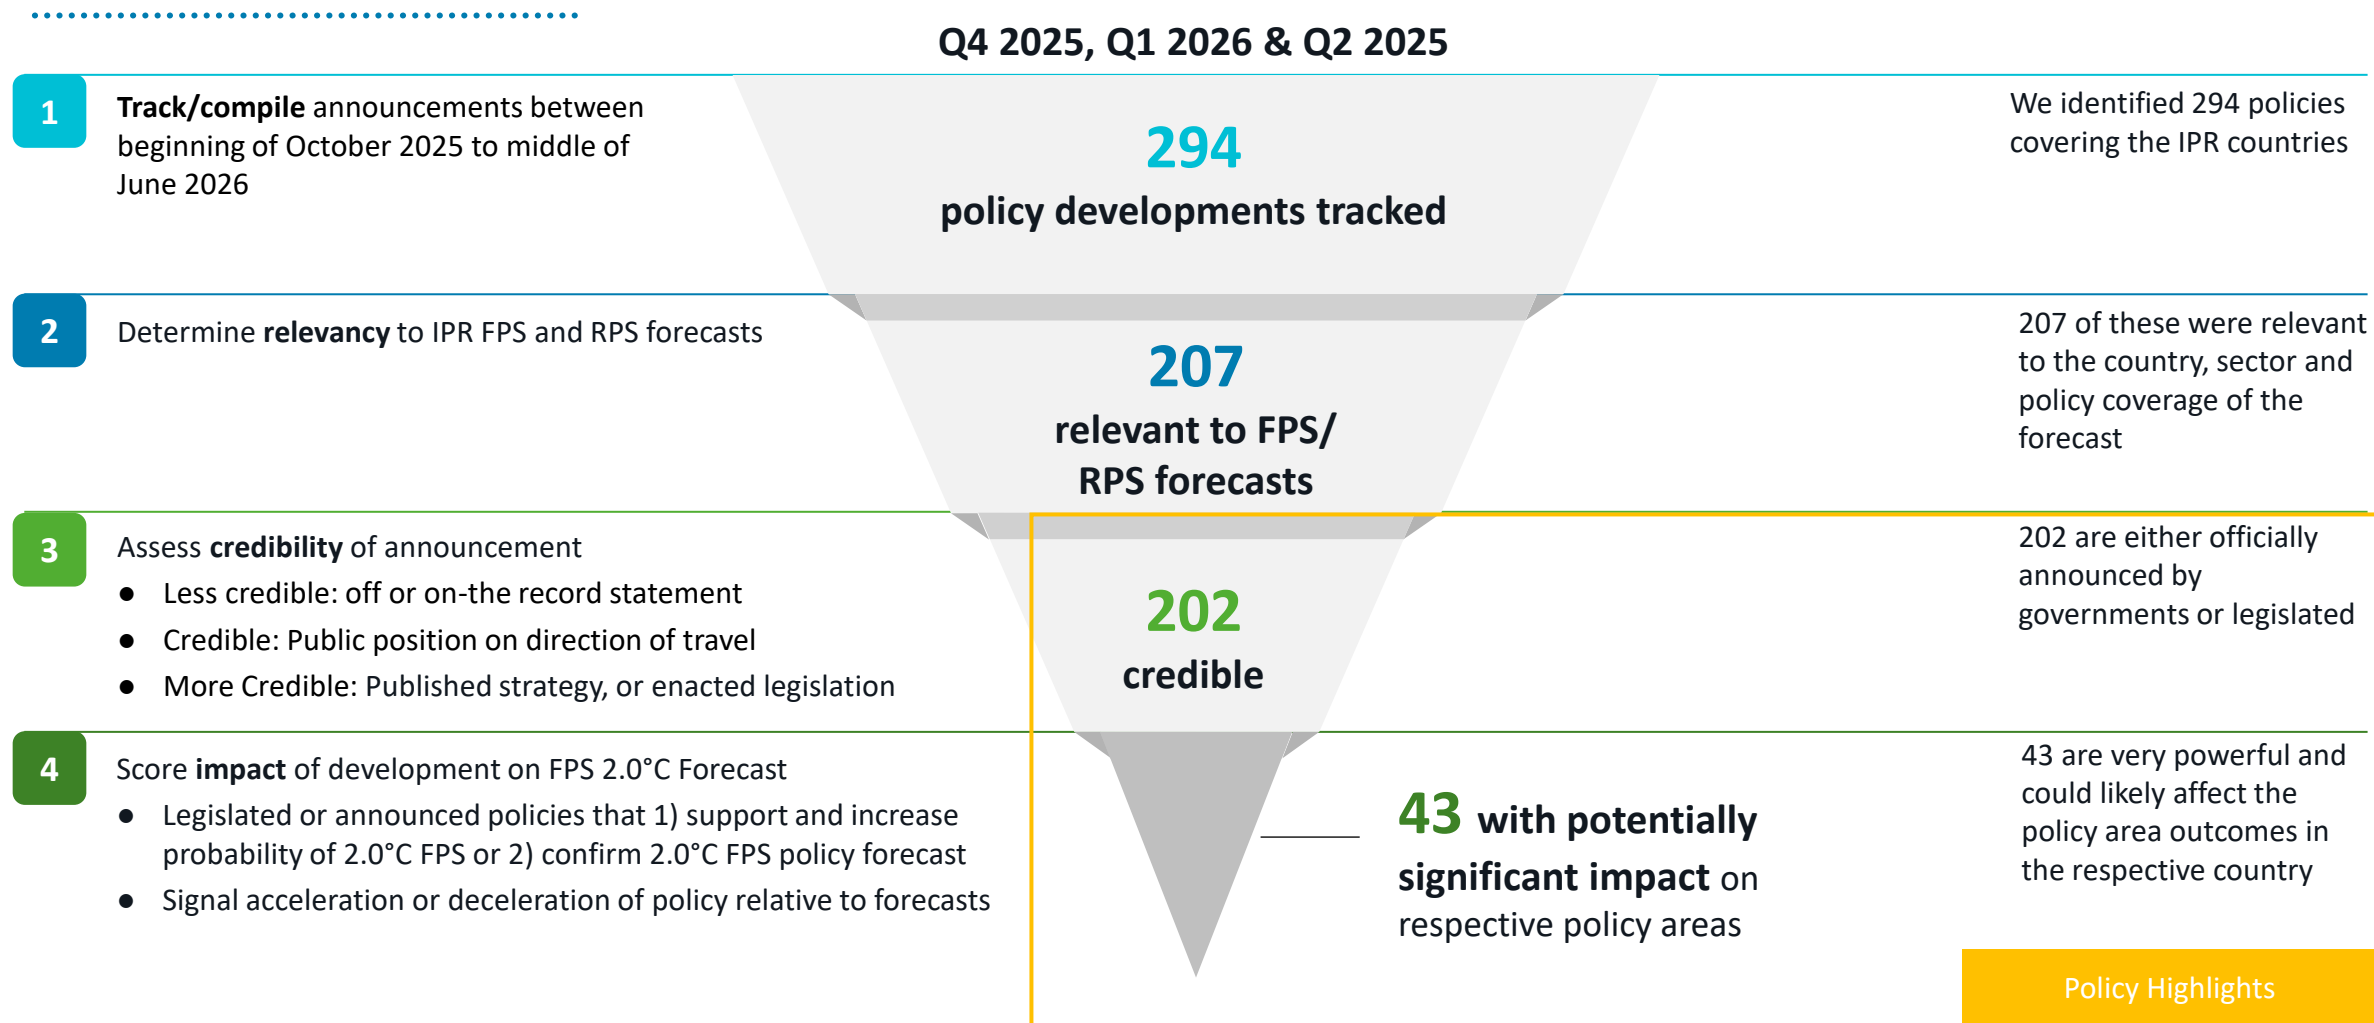 Q4 2025, Q1 2026 & Q2 2025
1
Track/compile announcements between
beginning of October 2025 to middle of
June 2026
294
policy developments tracked
We identified 294 policies
covering the IPR countries
2
Determine relevancy to IPR FPS and RPS forecasts
207
relevant to FPS/
RPS forecasts
207 of these were relevant
to the country, sector and
policy coverage of the
forecast
3
Assess credibility of announcement
● Less credible: off or on-the record statement
● Credible: Public position on direction of travel
● More Credible: Published strategy, or enacted legislation
202
credible
202 are either officially
announced by
governments or legislated
4
Score impact of development on FPS 2.0°C Forecast
● Legislated or announced policies that 1) support and increase
probability of 2.0°C FPS or 2) confirm 2.0°C FPS policy forecast
● Signal acceleration or deceleration of policy relative to forecasts
43 with potentially
significant impact on
respective policy areas
43 are very powerful and
could likely affect the
policy area outcomes in
the respective country
Policy Highlights